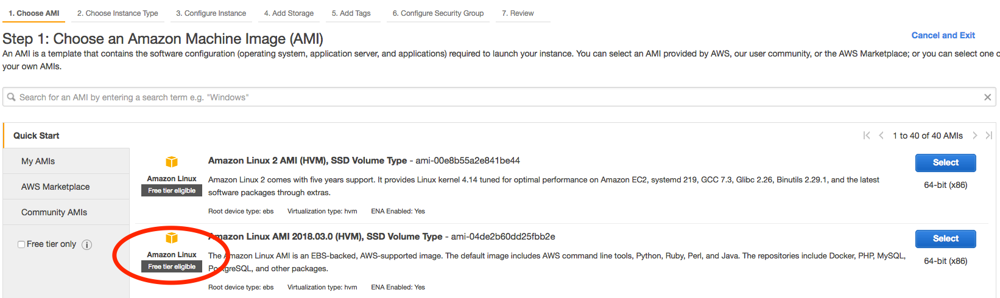 1. Choose AMI 2. Choose Instance Type 3. Configure Instance 4. Add Storage 5. Add Tags 6. Configure Security Group 7. Review
Step 1: Choose an Amazon Machine Image (AMI)
Cancel and Exit
An AMI is a template that contains the software configuration (operating system, application server, and applications) required to launch your instance. You can select an AMI provided by AWS, our user community, or the AWS Marketplace; or you can select one o
your own AMIs.
Search for an AMI by entering a search term e.g. "Windows"
Quick Start
1 to 40 of 40 AMIs
My AMIs
AWS Marketplace
Community AMIs
Free tier only
Amazon Linux
Free tier eligible
Amazon Linux 2 AMI (HVM), SSD Volume Type - ami-00e8b55a2e841be44
Amazon Linux 2 comes with five years support. It provides Linux kernel 4.14 tuned for optimal performance on Amazon EC2, systemd 219, GCC 7.3, Glibc 2.26, Binutils 2.29.1, and the latest
software packages through extras.
Root device type: ebs Virtualization type: hvm ENA Enabled: Yes
Select
64-bit (x86)
Amazon Linux
Free tier eligible
Amazon Linux AMI 2018.03.0 (HVM), SSD Volume Type - ami-04de2b60dd25fbb2e
The Amazon Linux AMI is an EBS-backed, AWS-supported image. The default image includes AWS command line tools, Python, Ruby, Perl, and Java. The repositories include Docker, PHP, MySQL,
PostgreSQL, and other packages.
Root device type: ebs Virtualization type: hvm ENA Enabled: Yes
Select
64-bit (x86)